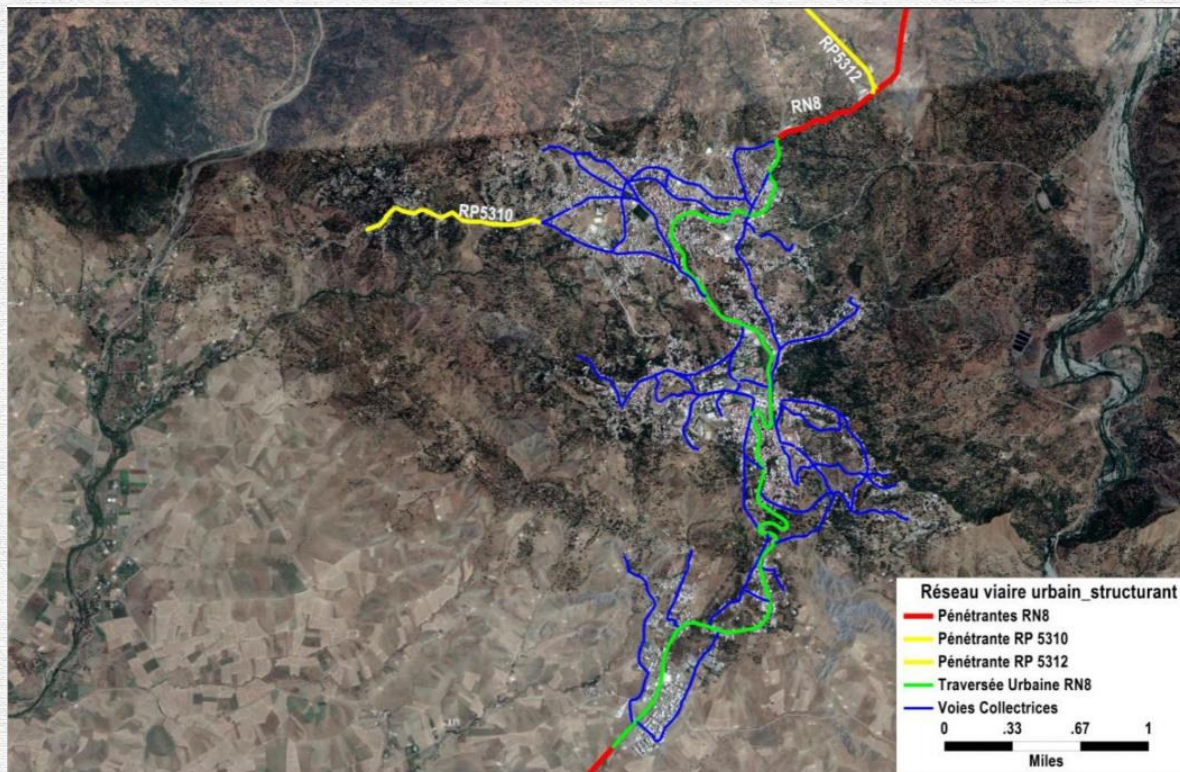 RP5312
RN8
RP5310
Réseau viaire urbain_structurant
Pénétrantes RN8
Pénétrante RP 5310
Pénétrante RP 5312
Traversée Urbaine RN8
Voies Collectrices
0 .33 .67 1
Miles